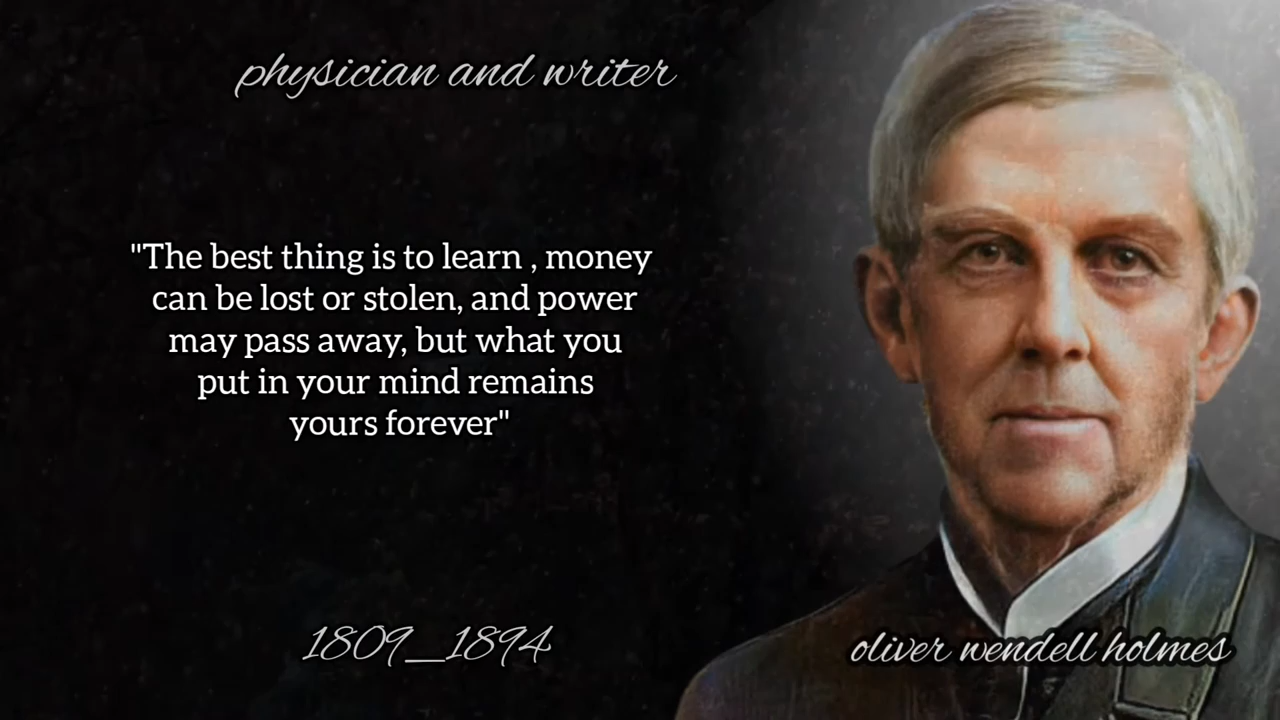 physician and writer
"The best thing is to learn , money
can be lost or stolen, and power
may pass away, but what you
put in your mind remains
yours forever"
1809_1894
oliver wendell holmes